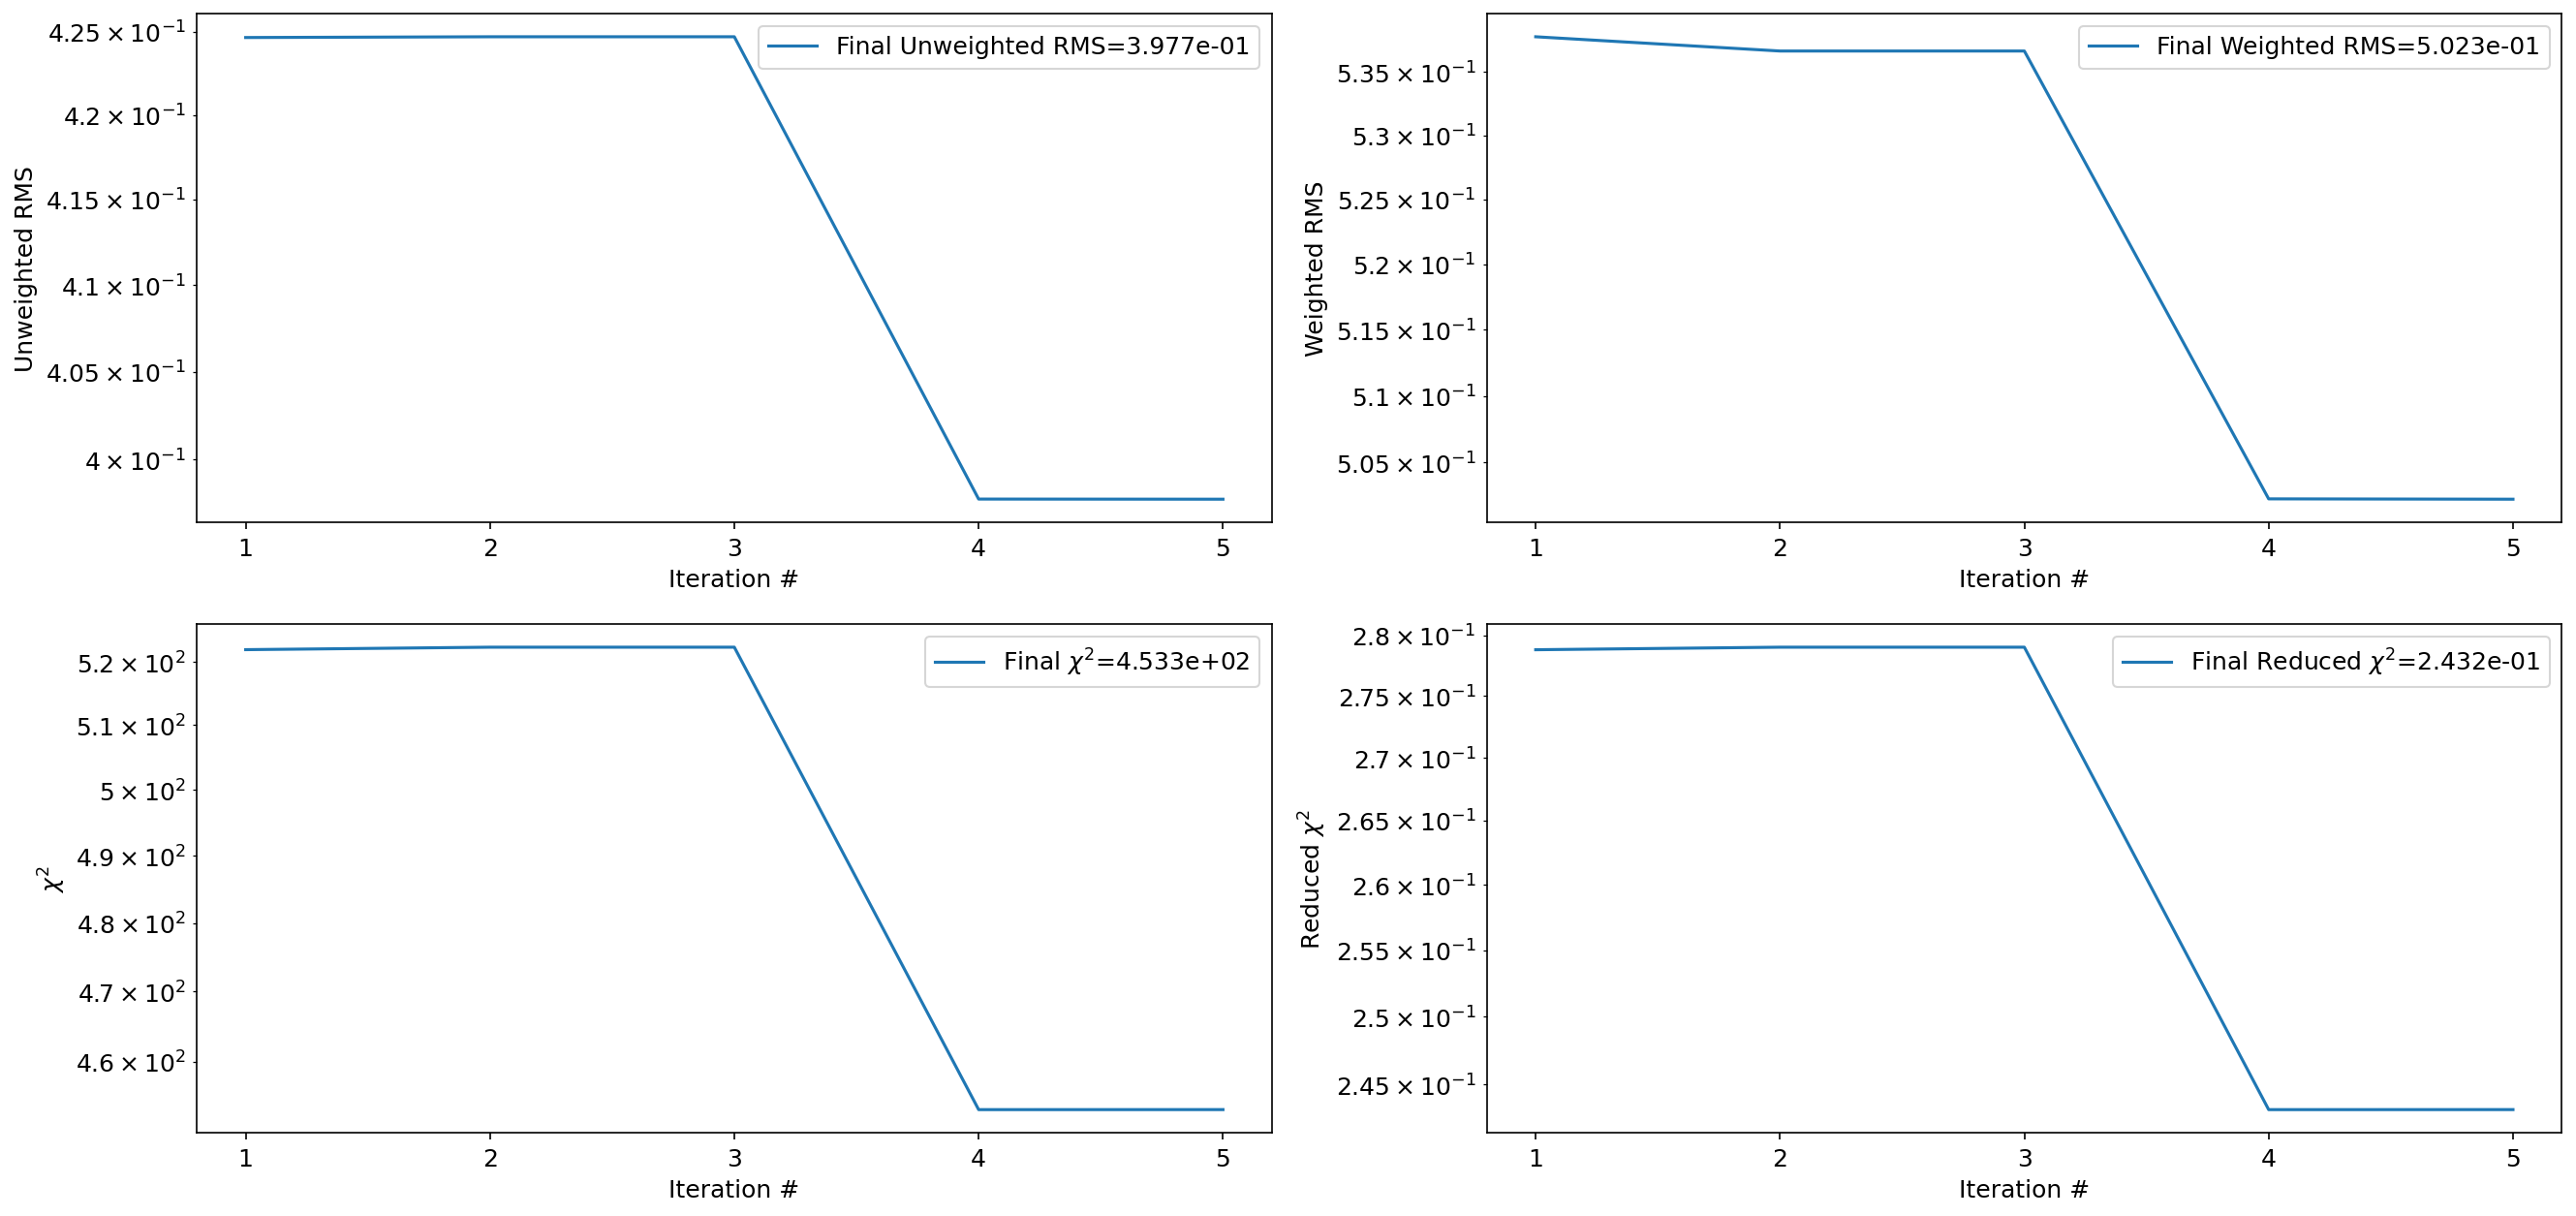 Unweighted RMS
4.25 × 10⁻¹
4.2 × 10⁻¹
4.15 × 10⁻¹
4.1 × 10⁻¹
4.05 × 10⁻¹
4 × 10⁻¹
Final Unweighted RMS=3.977e-01
1 2 3 4 5
Iteration #
Weighted RMS
5.35 × 10⁻¹
5.3 × 10⁻¹
5.25 × 10⁻¹
5.2 × 10⁻¹
5.15 × 10⁻¹
5.1 × 10⁻¹
5.05 × 10⁻¹
Final Weighted RMS=5.023e-01
1 2 3 4 5
Iteration #
χ²
5.2 × 10²
5.1 × 10²
5 × 10²
4.9 × 10²
4.8 × 10²
4.7 × 10²
4.6 × 10²
Final χ²=4.533e+02
1 2 3 4 5
Iteration #
Reduced χ²
2.8 × 10⁻¹
2.75 × 10⁻¹
2.7 × 10⁻¹
2.65 × 10⁻¹
2.6 × 10⁻¹
2.55 × 10⁻¹
2.5 × 10⁻¹
2.45 × 10⁻¹
Final Reduced χ²=2.432e-01
1 2 3 4 5
Iteration #